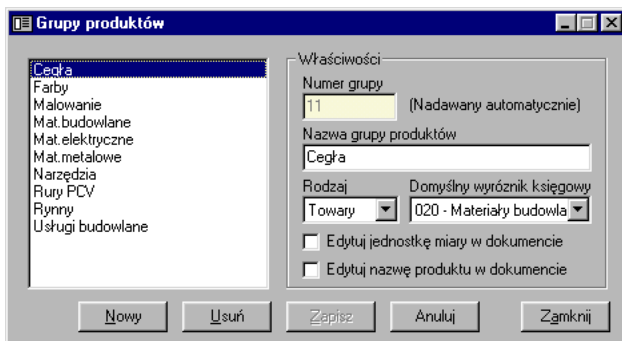 Grupy produktów
Cegła
Farby
Malowanie
Mat.budowlane
Mat.elektryczne
Mat.metalowe
Narzędzia
Rury PCV
Rynny
Usługi budowlane
Właściwości
Numer grupy
11 (Nadawany automatycznie)
Nazwa grupy produktów
Cegła
Rodzaj Domyślny wyróżnik księgowy
Towary 020 - Materiały budowla
Edytuj jednostkę miary w dokumencie
Edytuj nazwę produktu w dokumencie
Nowy Usuń Zapisz Anuluj Zamknij